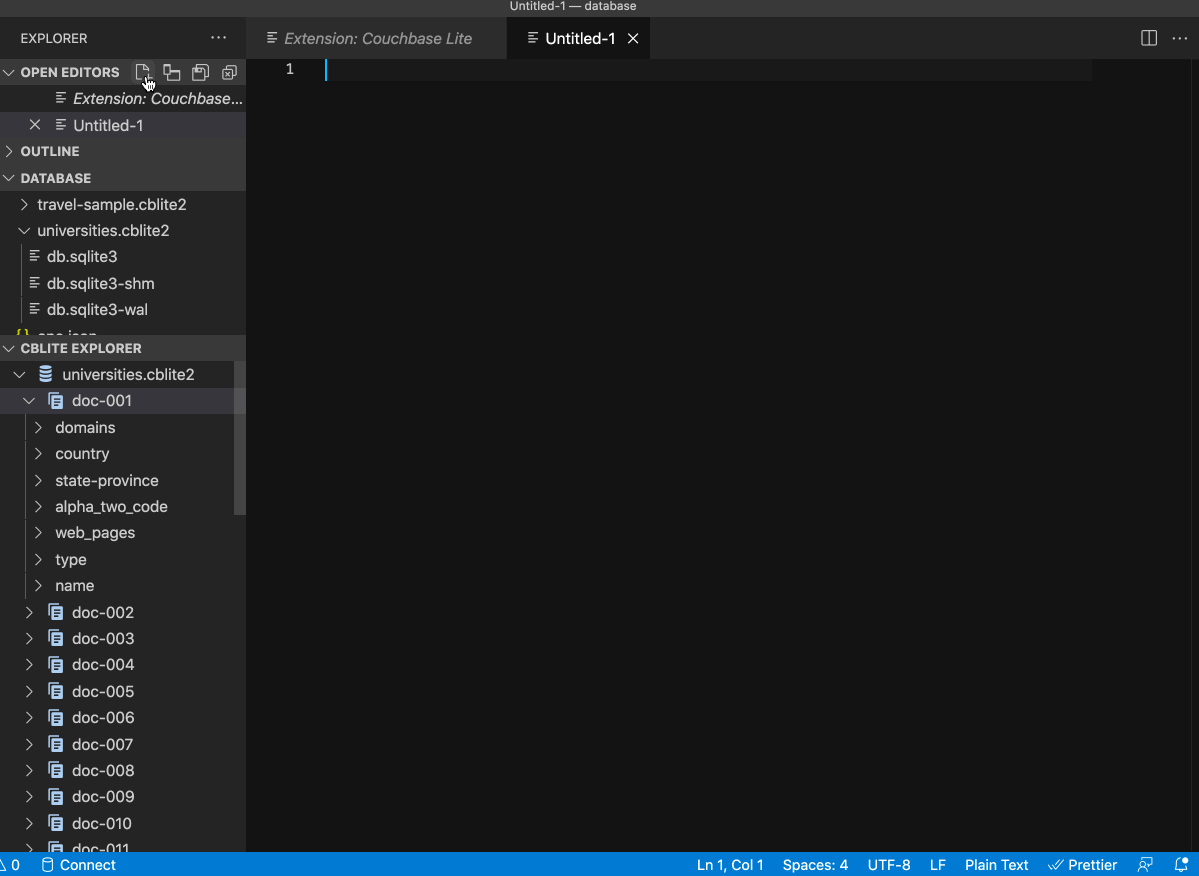 Untitled-1 — database
EXPLORER
Extension: Couchbase Lite
Untitled-1
OPEN EDITORS
1
Extension: Couchbase...
Untitled-1
OUTLINE
DATABASE
travel-sample.cblite2
universities.cblite2
db.sqlite3
db.sqlite3-shm
db.sqlite3-wal
CBLITE EXPLORER
universities.cblite2
doc-001
domains
country
state-province
alpha_two_code
web_pages
type
name
doc-002
doc-003
doc-004
doc-005
doc-006
doc-007
doc-008
doc-009
doc-010
doc-011
0 Connect Ln 1, Col 1 Spaces: 4 UTF-8 LF Plain Text Prettier